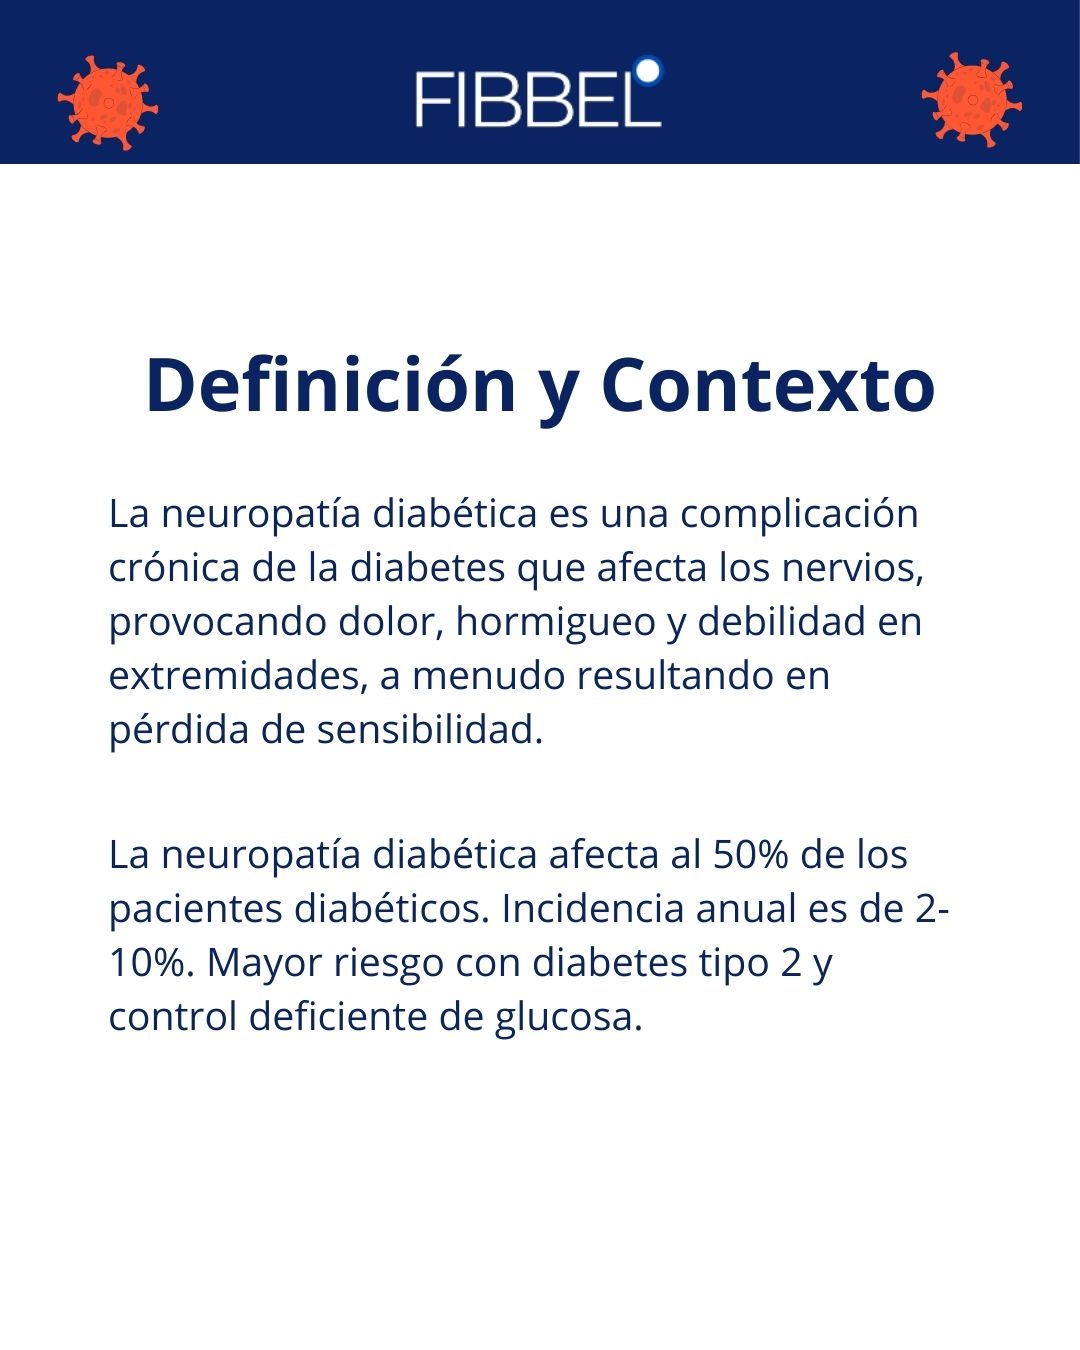 FIBBEL
Definición y Contexto
La neuropatía diabética es una complicación
crónica de la diabetes que afecta los nervios,
provocando dolor, hormigueo y debilidad en
extremidades, a menudo resultando en
pérdida de sensibilidad.
La neuropatía diabética afecta al 50% de los
pacientes diabéticos. Incidencia anual es de 2-
10%. Mayor riesgo con diabetes tipo 2 y
control deficiente de glucosa.